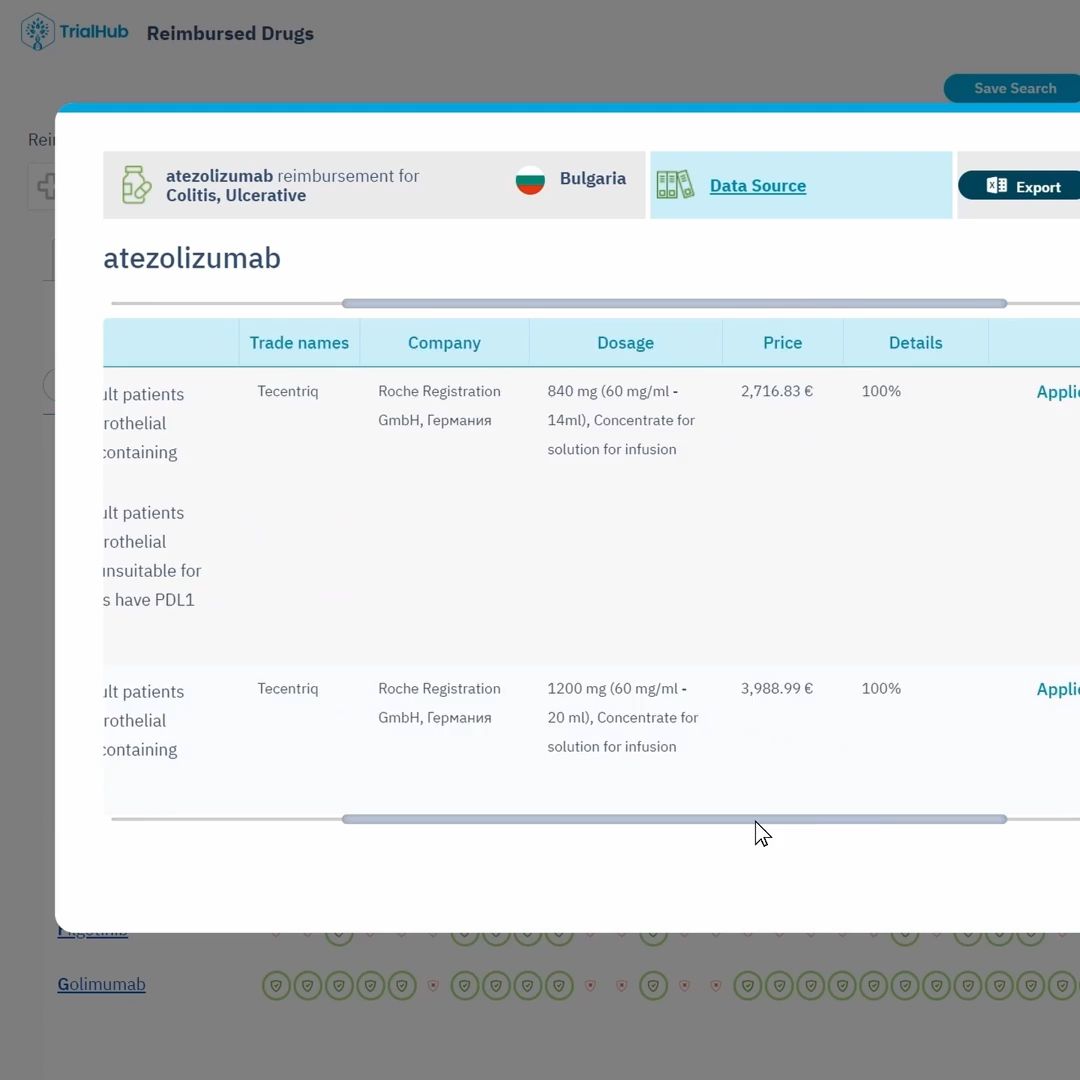 TrialHub
Reimbursed Drugs
Save Search
atezolizumab reimbursement for
Colitis, Ulcerative
Bulgaria
Data Source
Export
atezolizumab
Trade names Company Dosage Price Details
ult patients
rothelial
containing
ult patients
rothelial
unsuitable for
s have PDL1
Tecentriq
Roche Registration
GmbH, Германия
840 mg (60 mg/ml -
14ml), Concentrate for
solution for infusion
2,716.83 €
100%
Applic
ult patients
rothelial
containing
Tecentriq
Roche Registration
GmbH, Германия
1200 mg (60 mg/ml -
20 ml), Concentrate for
solution for infusion
3,988.99 €
100%
Applic
Golimumab